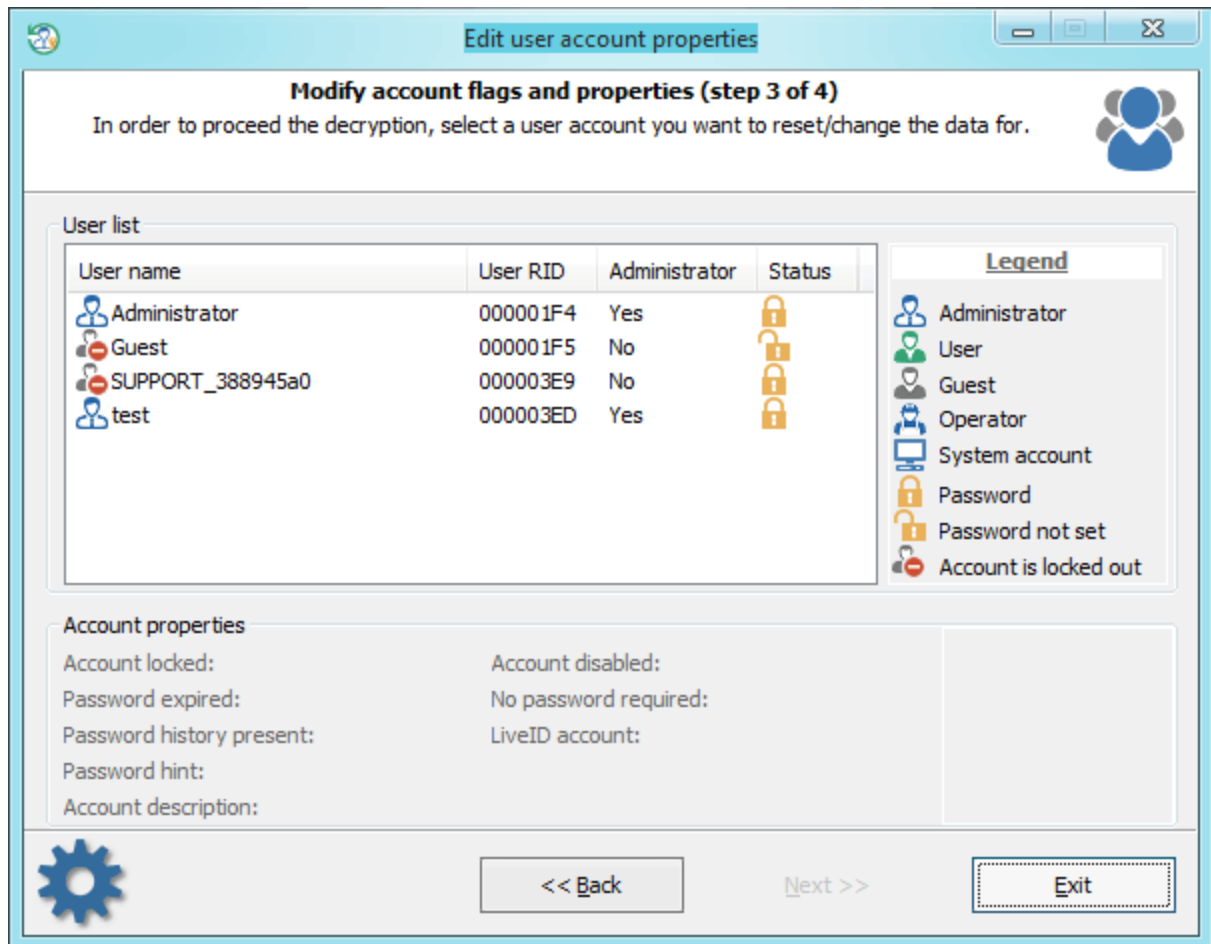 Edit user account properties
Modify account flags and properties (step 3 of 4)
In order to proceed the decryption, select a user account you want to reset/change the data for.
User list
User name User RID Administrator Status
Administrator 000001F4 Yes
Guest 000001F5 No
SUPPORT_388945a0 000003E9 No
test 000003ED Yes
Legend
Administrator
User
Guest
Operator
System account
Password
Password not set
Account is locked out
Account properties
Account locked: Account disabled:
Password expired: No password required:
Password history present: LiveID account:
Password hint:
Account description:
<< Back Next >> Exit